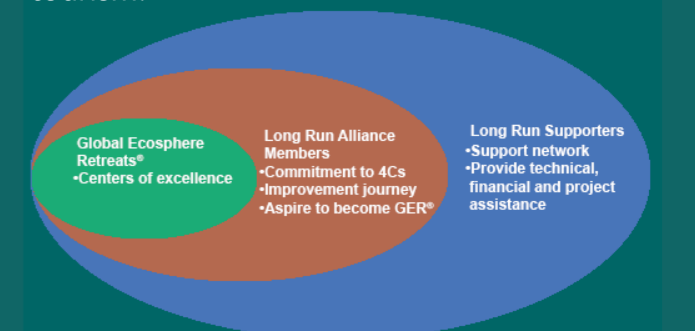 Global Ecosphere
Retreats®
•Centers of excellence
Long Run Alliance
Members
•Commitment to 4Cs
•Improvement journey
•Aspire to become GER®
Long Run Supporters
•Support network
•Provide technical,
financial and project
assistance